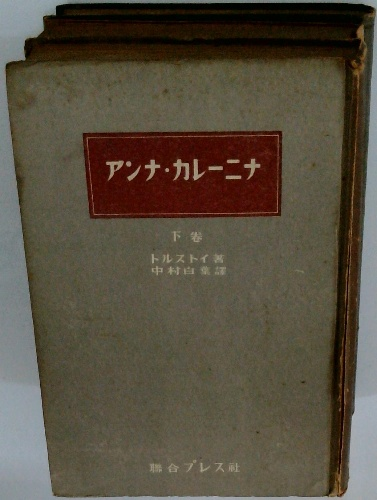 アンナ・カレーニナ
下巻
トルストイ著
中村白葉譯
聯合プレス社